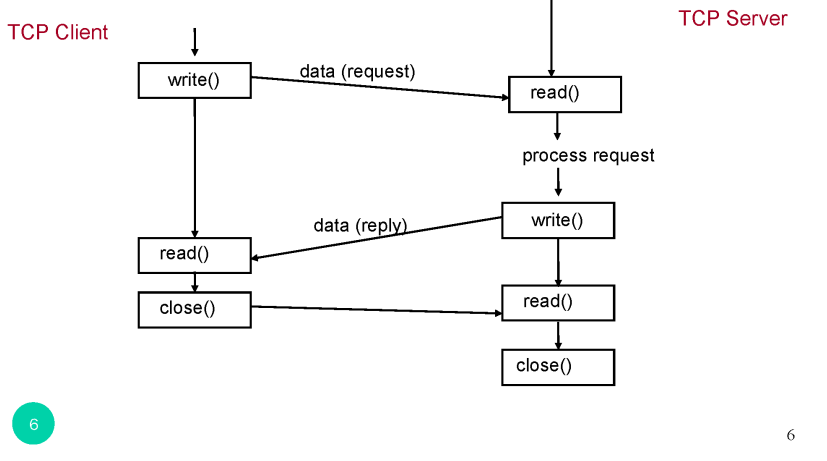 TCP Client
TCP Server
write()
data (request)
read()
process request
data (reply)
write()
read()
close()
read()
close()
6
6